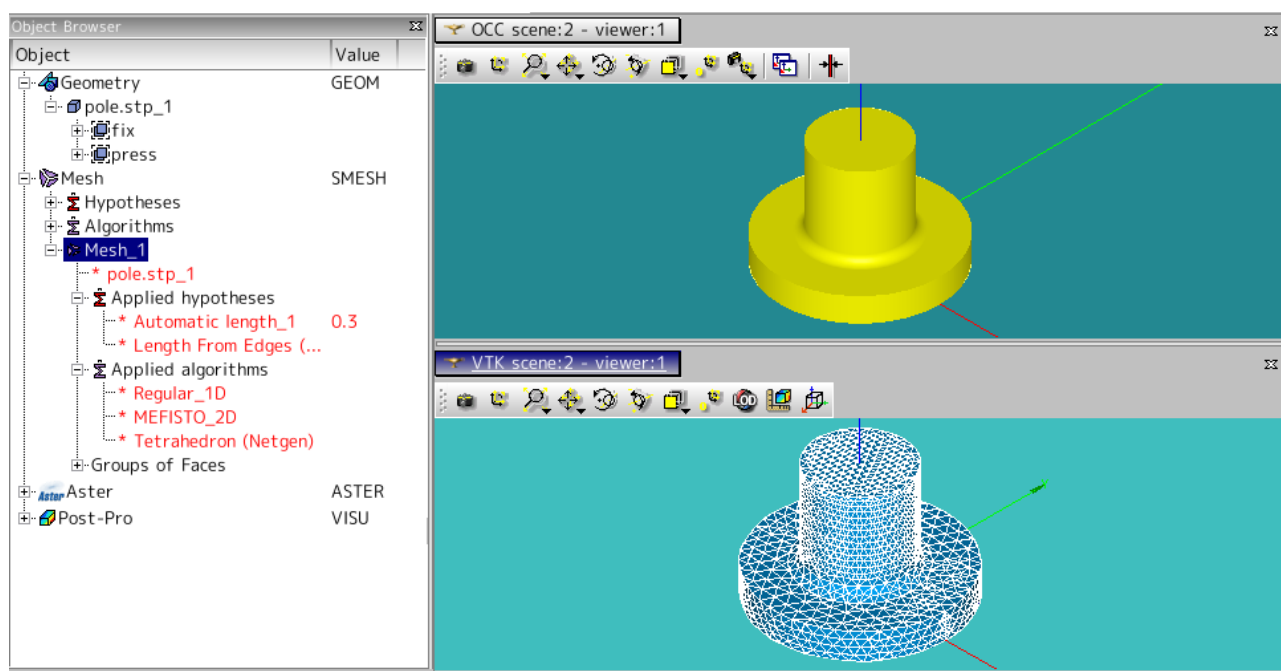 Object Browser
Object Value
Geometry GEOM
pole.stp_1
fix
press
Mesh SMESH
Hypotheses
Algorithms
Mesh_1
* pole.stp_1
Applied hypotheses
* Automatic length_1 0.3
* Length From Edges (...
Applied algorithms
* Regular_1D
* MEFISTO_2D
* Tetrahedron (Netgen)
Groups of Faces
Aster Aster ASTER
Post-Pro VISU
OCC scene:2 - viewer:1
VTK scene:2 - viewer:1
LOD